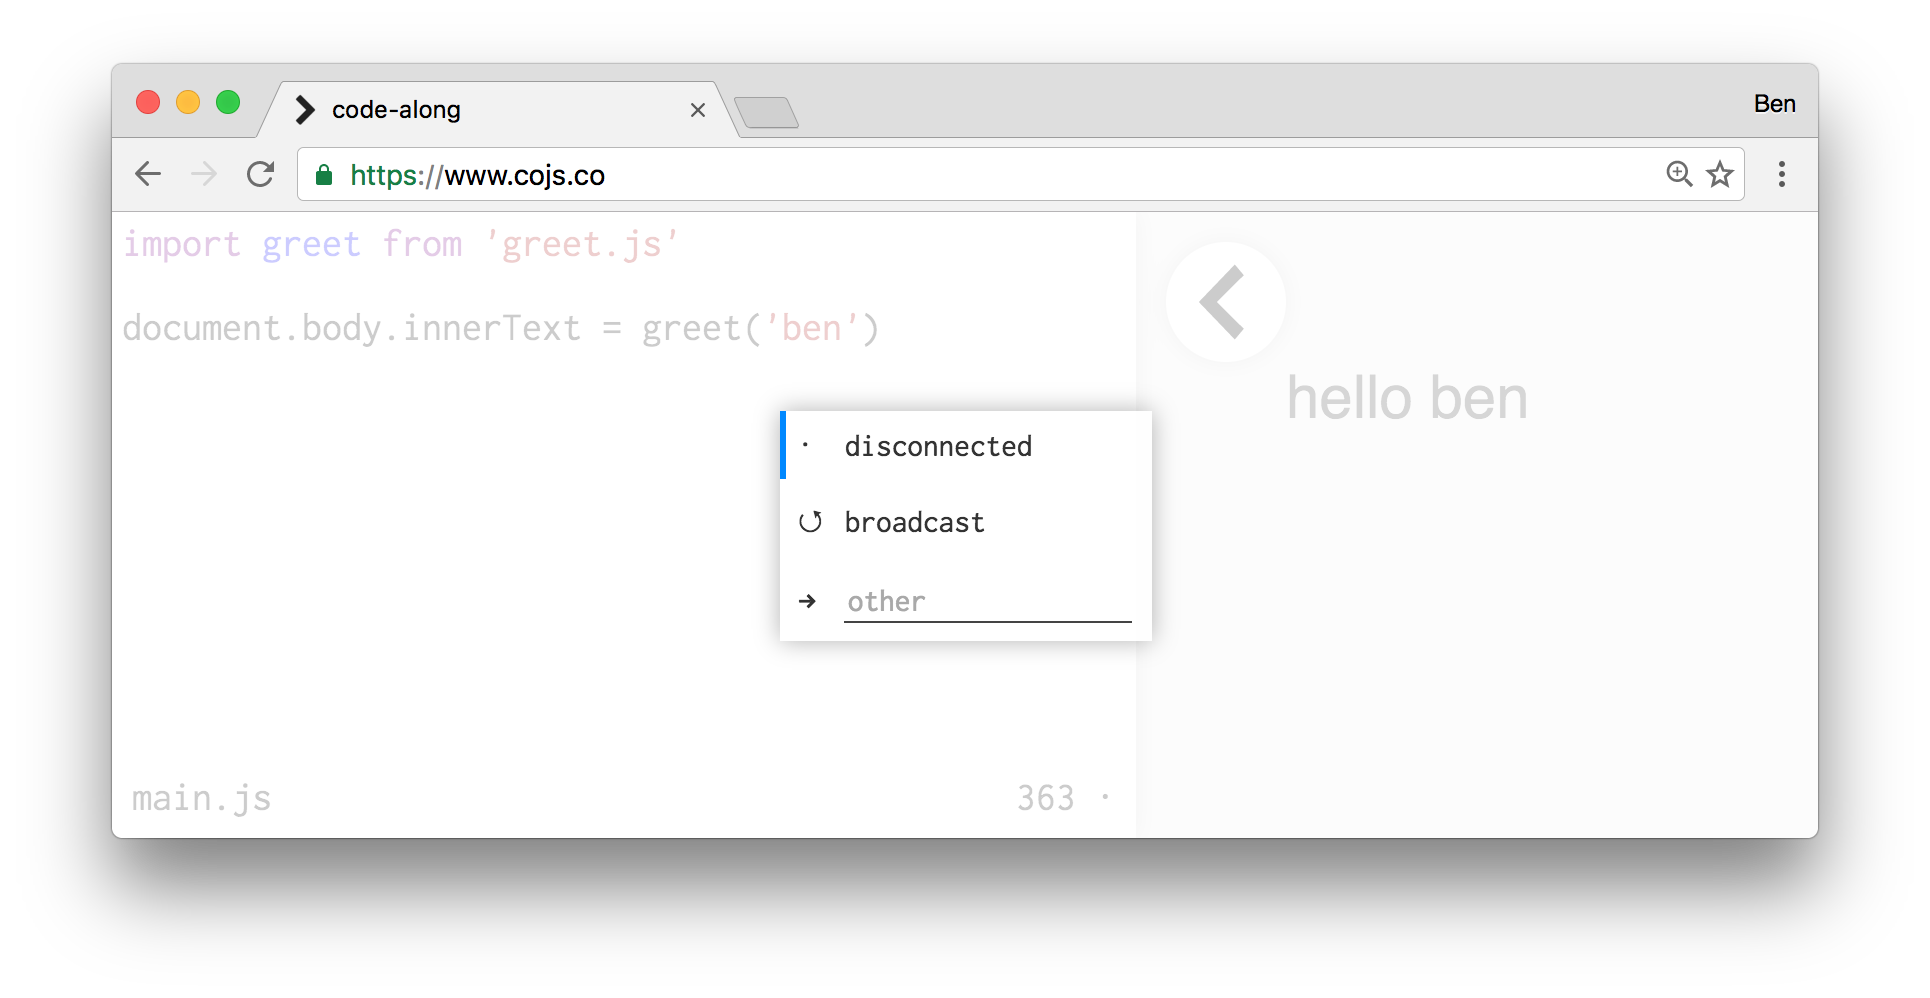 code-along
Ben
https://www.cojs.co
import greet from 'greet.js'
document.body.innerText = greet('ben')
hello ben
disconnected
broadcast
other
main.js
363 ·